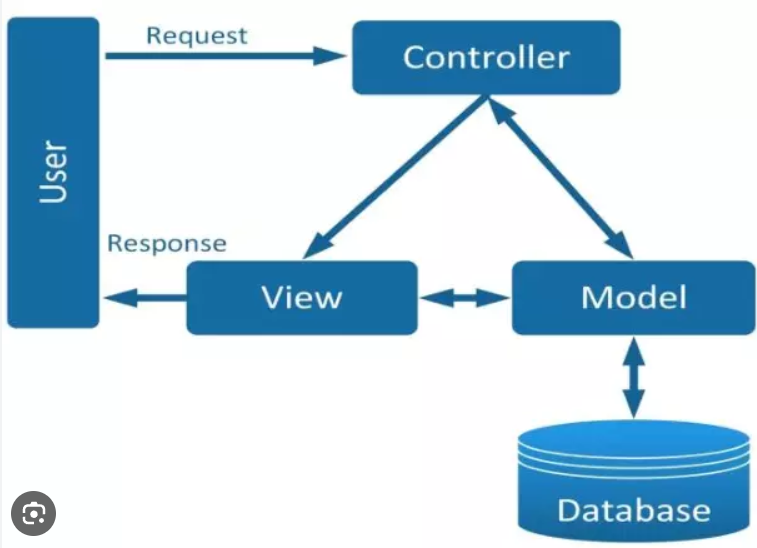 Request
Controller
User
Response
View
Model
Database